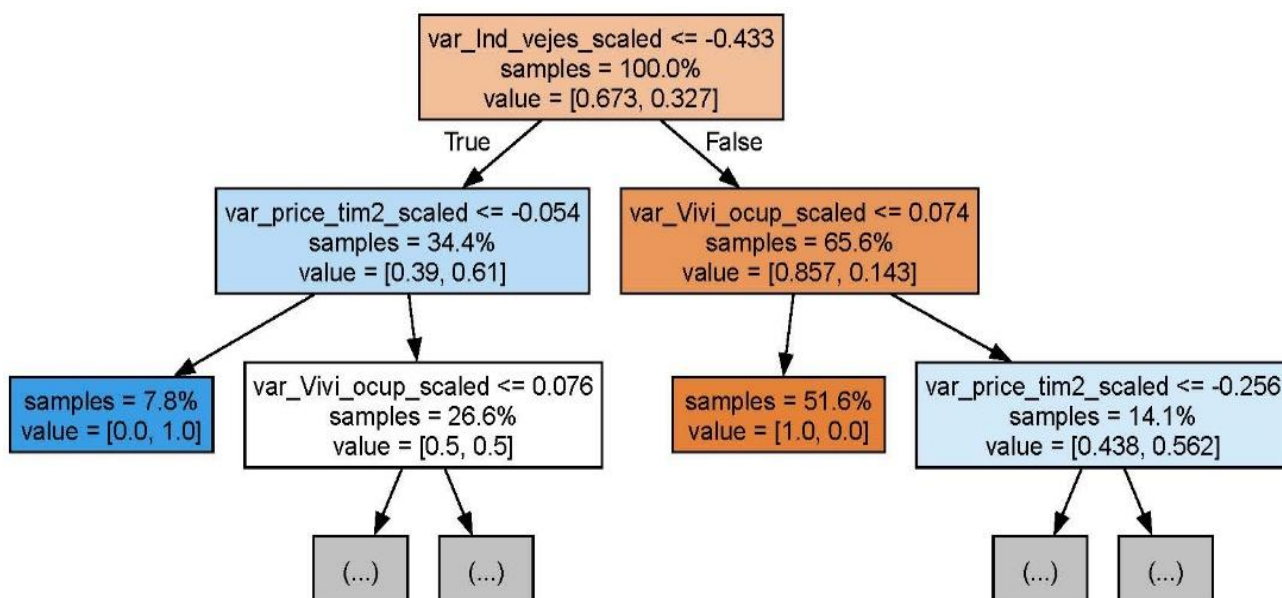 var_Ind_vejes_scaled <= -0.433
samples = 100.0%
value = [0.673, 0.327]
True
False
var_price_tim2_scaled <= -0.054
samples = 34.4%
value = [0.39, 0.61]
var_Vivi_ocup_scaled <= 0.074
samples = 65.6%
value = [0.857, 0.143]
samples = 7.8%
value = [0.0, 1.0]
var_Vivi_ocup_scaled <= 0.076
samples = 26.6%
value = [0.5, 0.5]
samples = 51.6%
value = [1.0, 0.0]
var_price_tim2_scaled <= -0.256
samples = 14.1%
value = [0.438, 0.562]
(...)
(...)
(...)
(...)